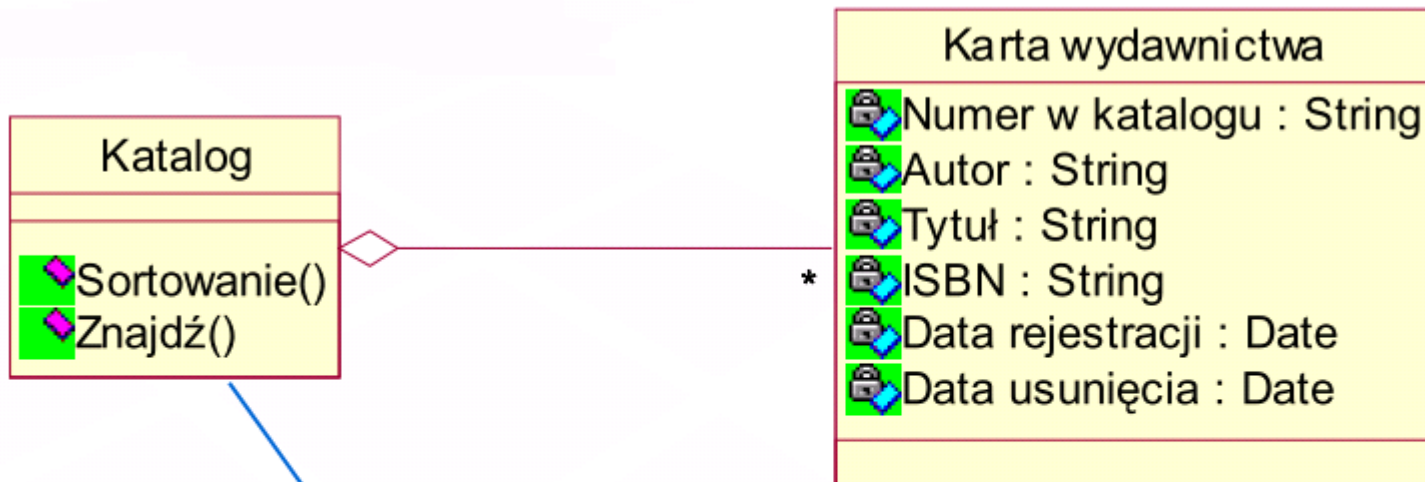 Katalog
Sortowanie()
Znajdź()
*
Karta wydawnictwa
Numer w katalogu : String
Autor : String
Tytuł : String
ISBN : String
Data rejestracji : Date
Data usunięcia : Date